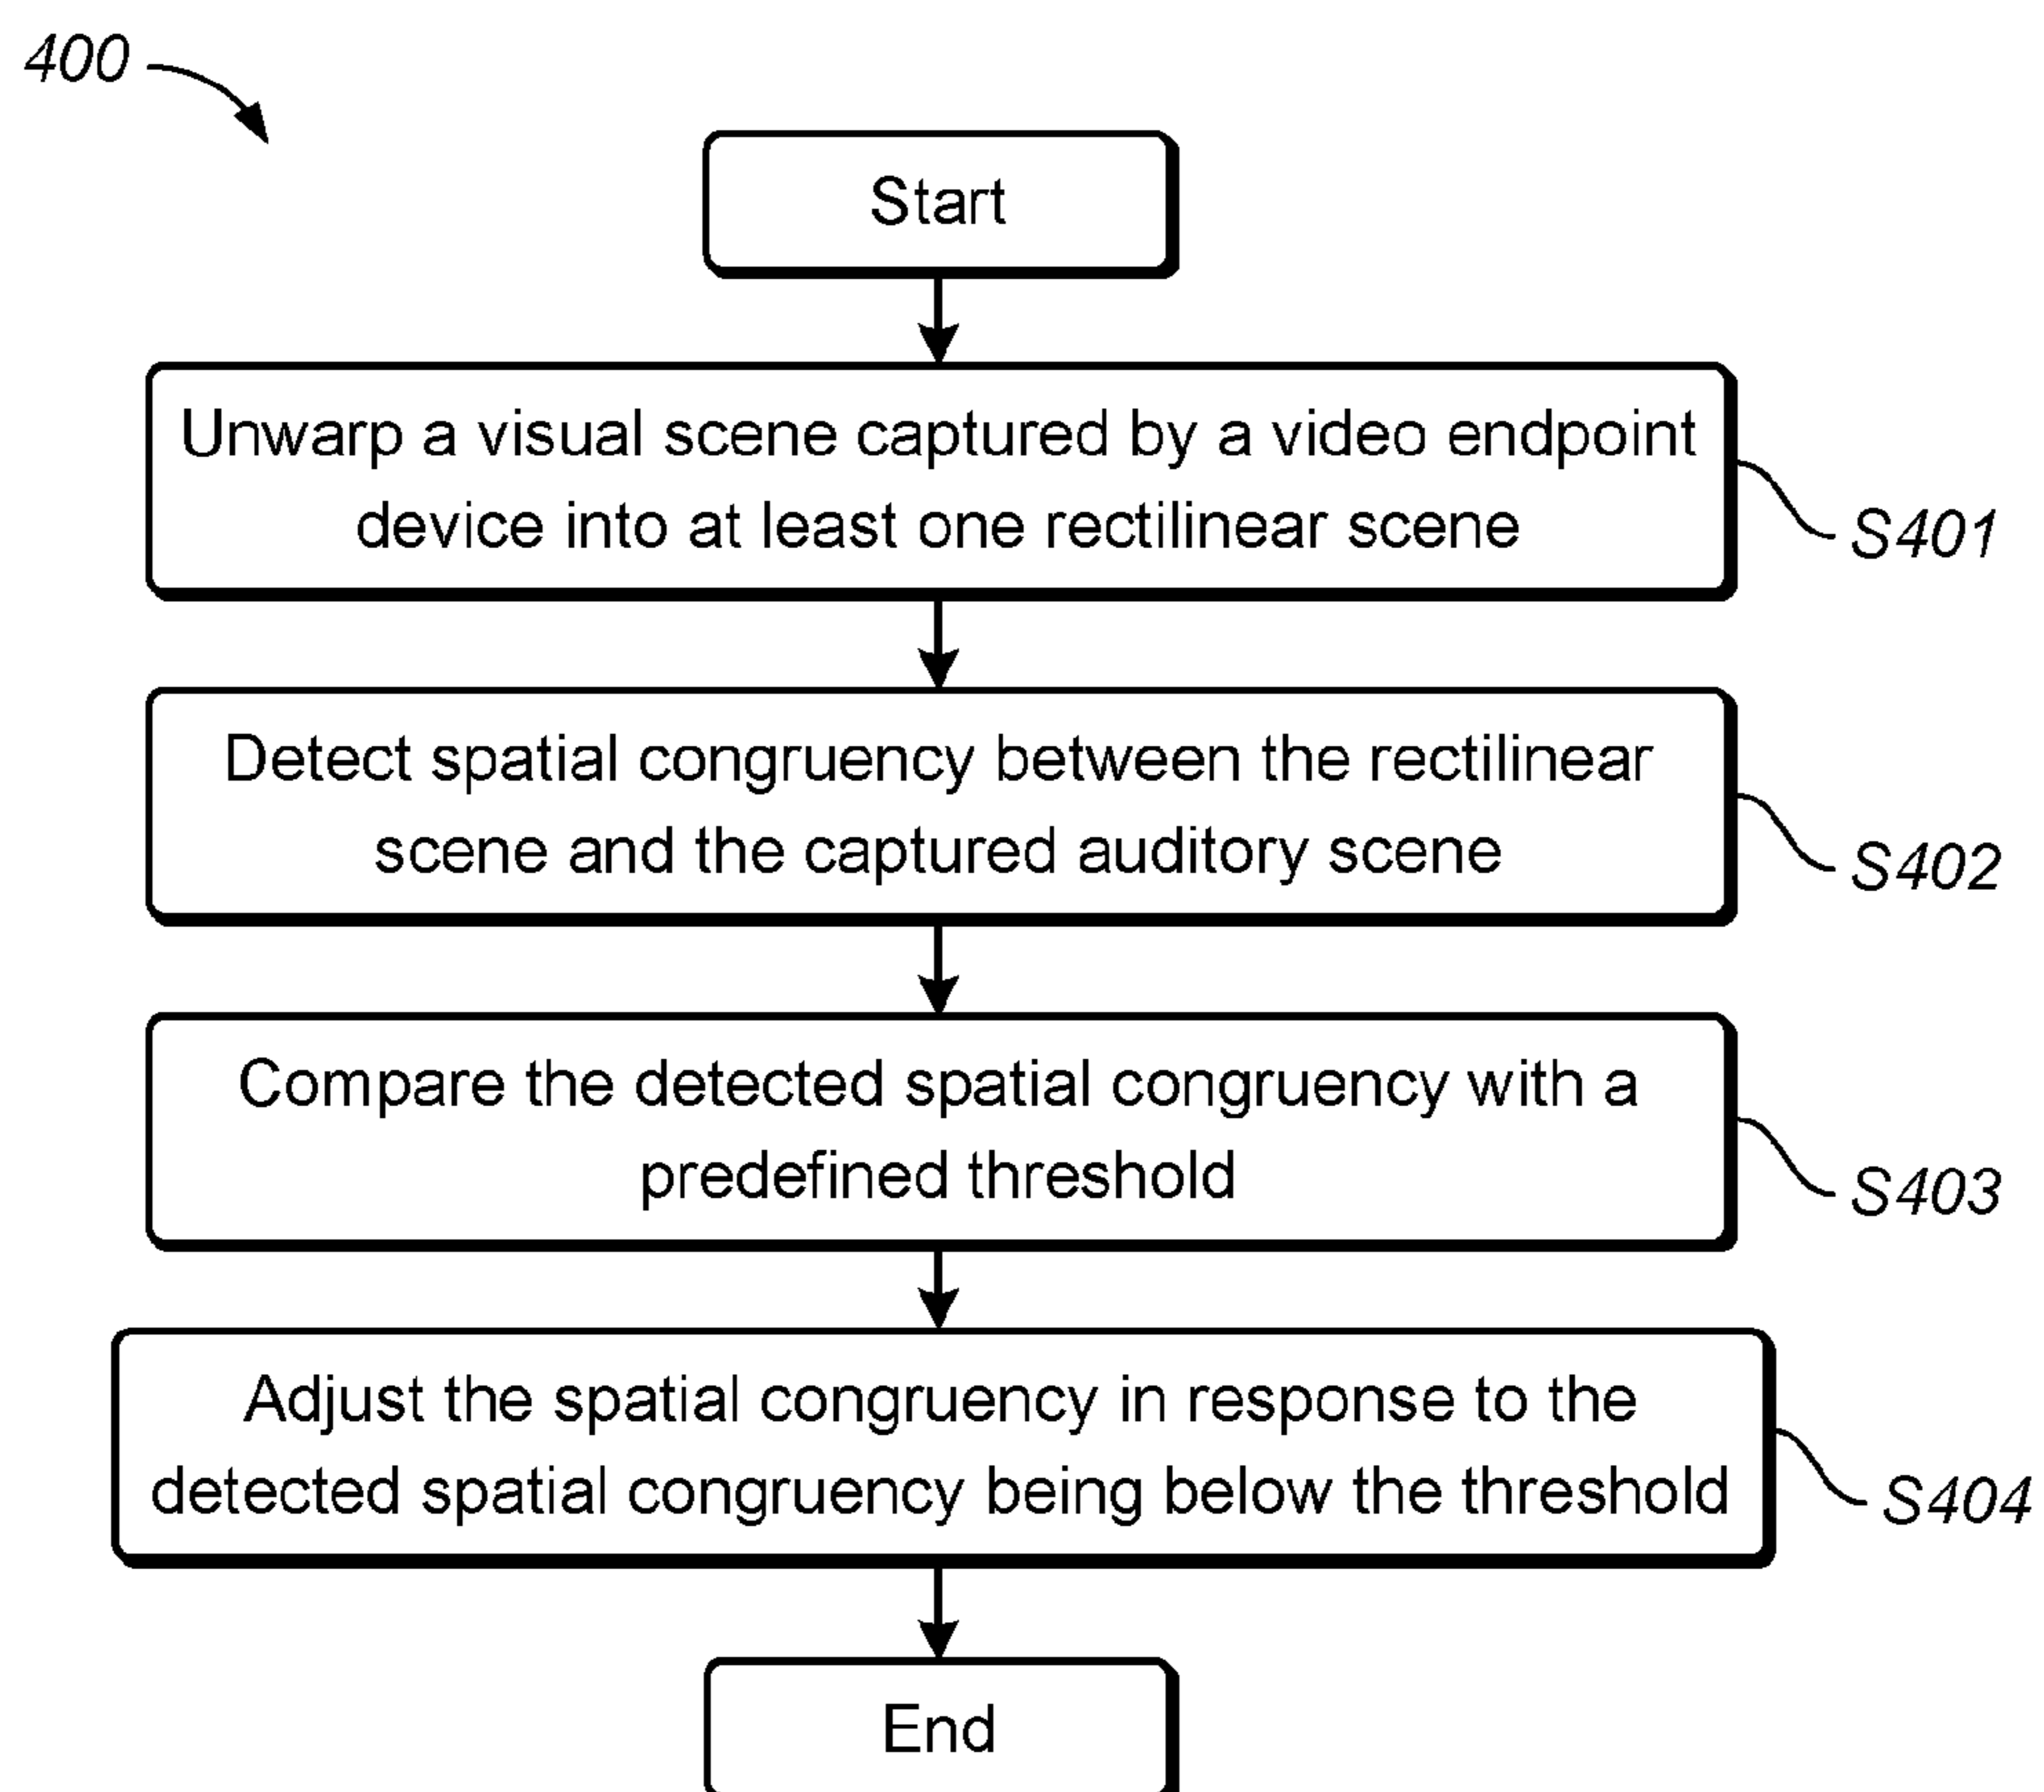 400
Start
Unwarp a visual scene captured by a video endpoint
device into at least one rectilinear scene
S401
Detect spatial congruency between the rectilinear
scene and the captured auditory scene
S402
Compare the detected spatial congruency with a
predefined threshold
S403
Adjust the spatial congruency in response to the
detected spatial congruency being below the threshold
S404
End